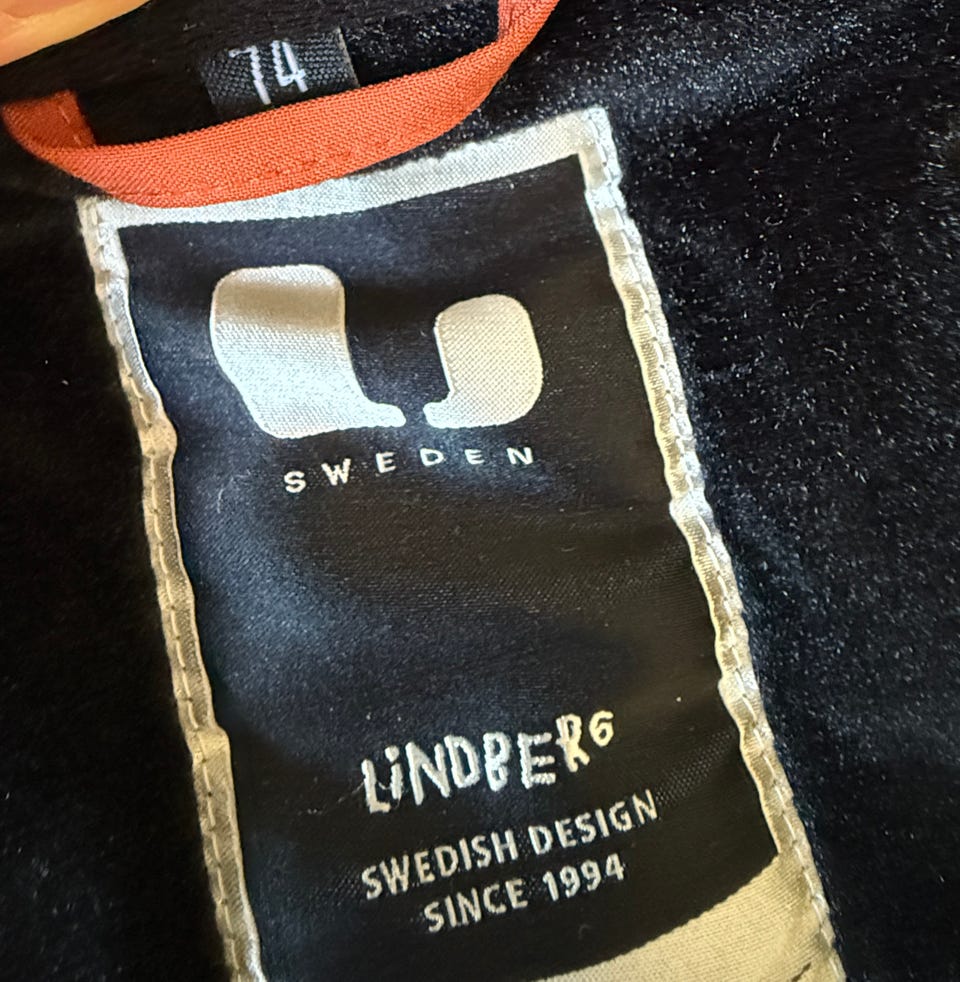 74
SWEDEN
LiNDBERG
SWEDISH DESIGN
SINCE 1994